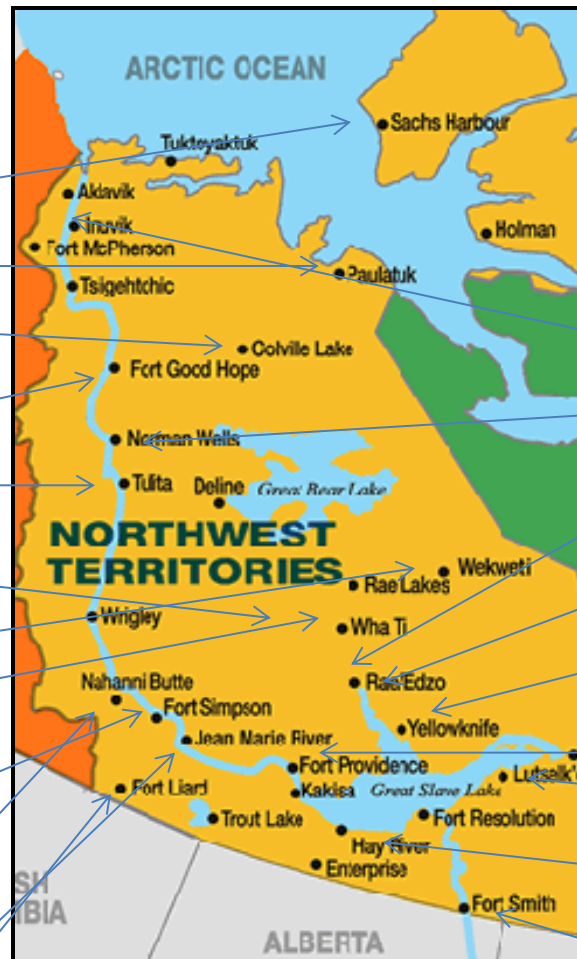 ARCTIC OCEAN
Sachs Harbour
Tuktoyaktuk
Aklavik
Inuvik
Holman
Fort McPherson
Paulatuk
Tsigehtchic
Colville Lake
Fort Good Hope
Norman Wells
Tulita
Deline
Great Bear Lake
NORTHWEST
TERRITORIES
Wekweti
Rae Lakes
Wrigley
Wha Ti
Rae/Edzo
Nahanni Butte
Fort Simpson
Yellowknife
Jean Marie River
Fort Providence
Lutsalk'
Fort Liard
Kakisa
Great Slave Lake
Trout Lake
Fort Resolution
Hay River
Enterprise
SH
BIA
Fort Smith
ALBERTA